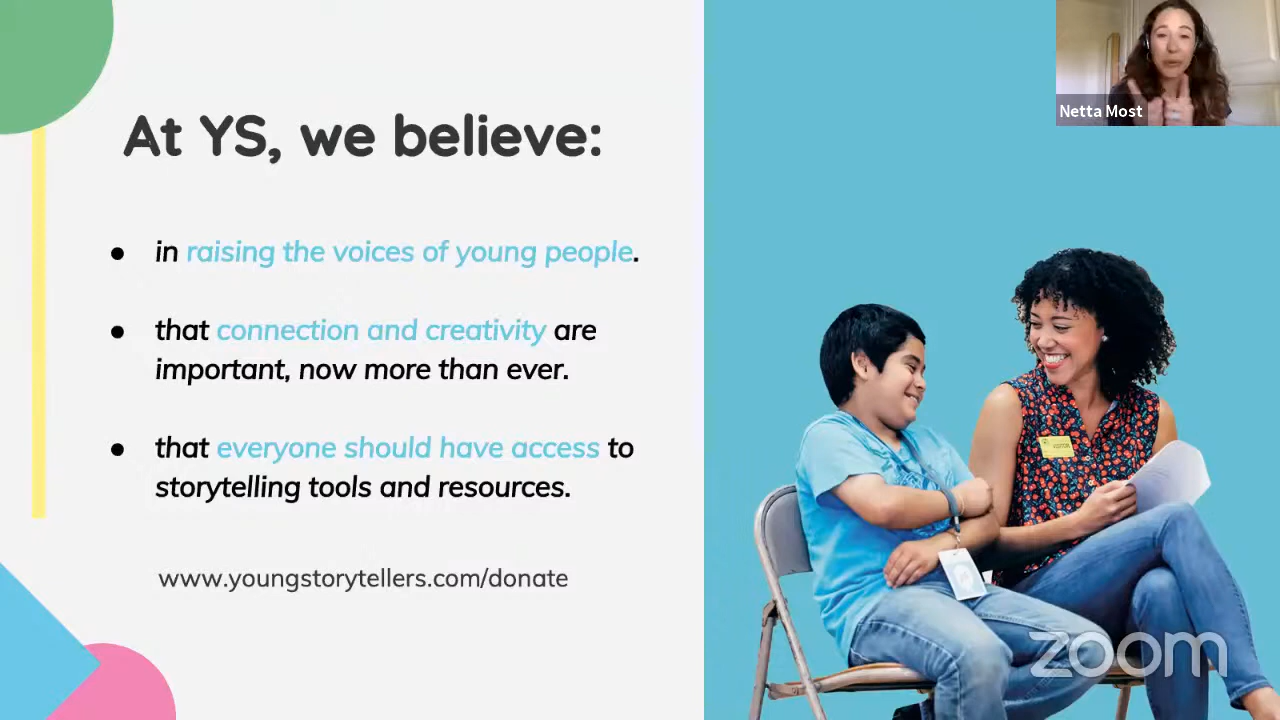 Netta Most
At YS, we believe:
● in raising the voices of young people.
● that connection and creativity are
important, now more than ever.
● that everyone should have access to
storytelling tools and resources.
www.youngstorytellers.com/donate
zoom